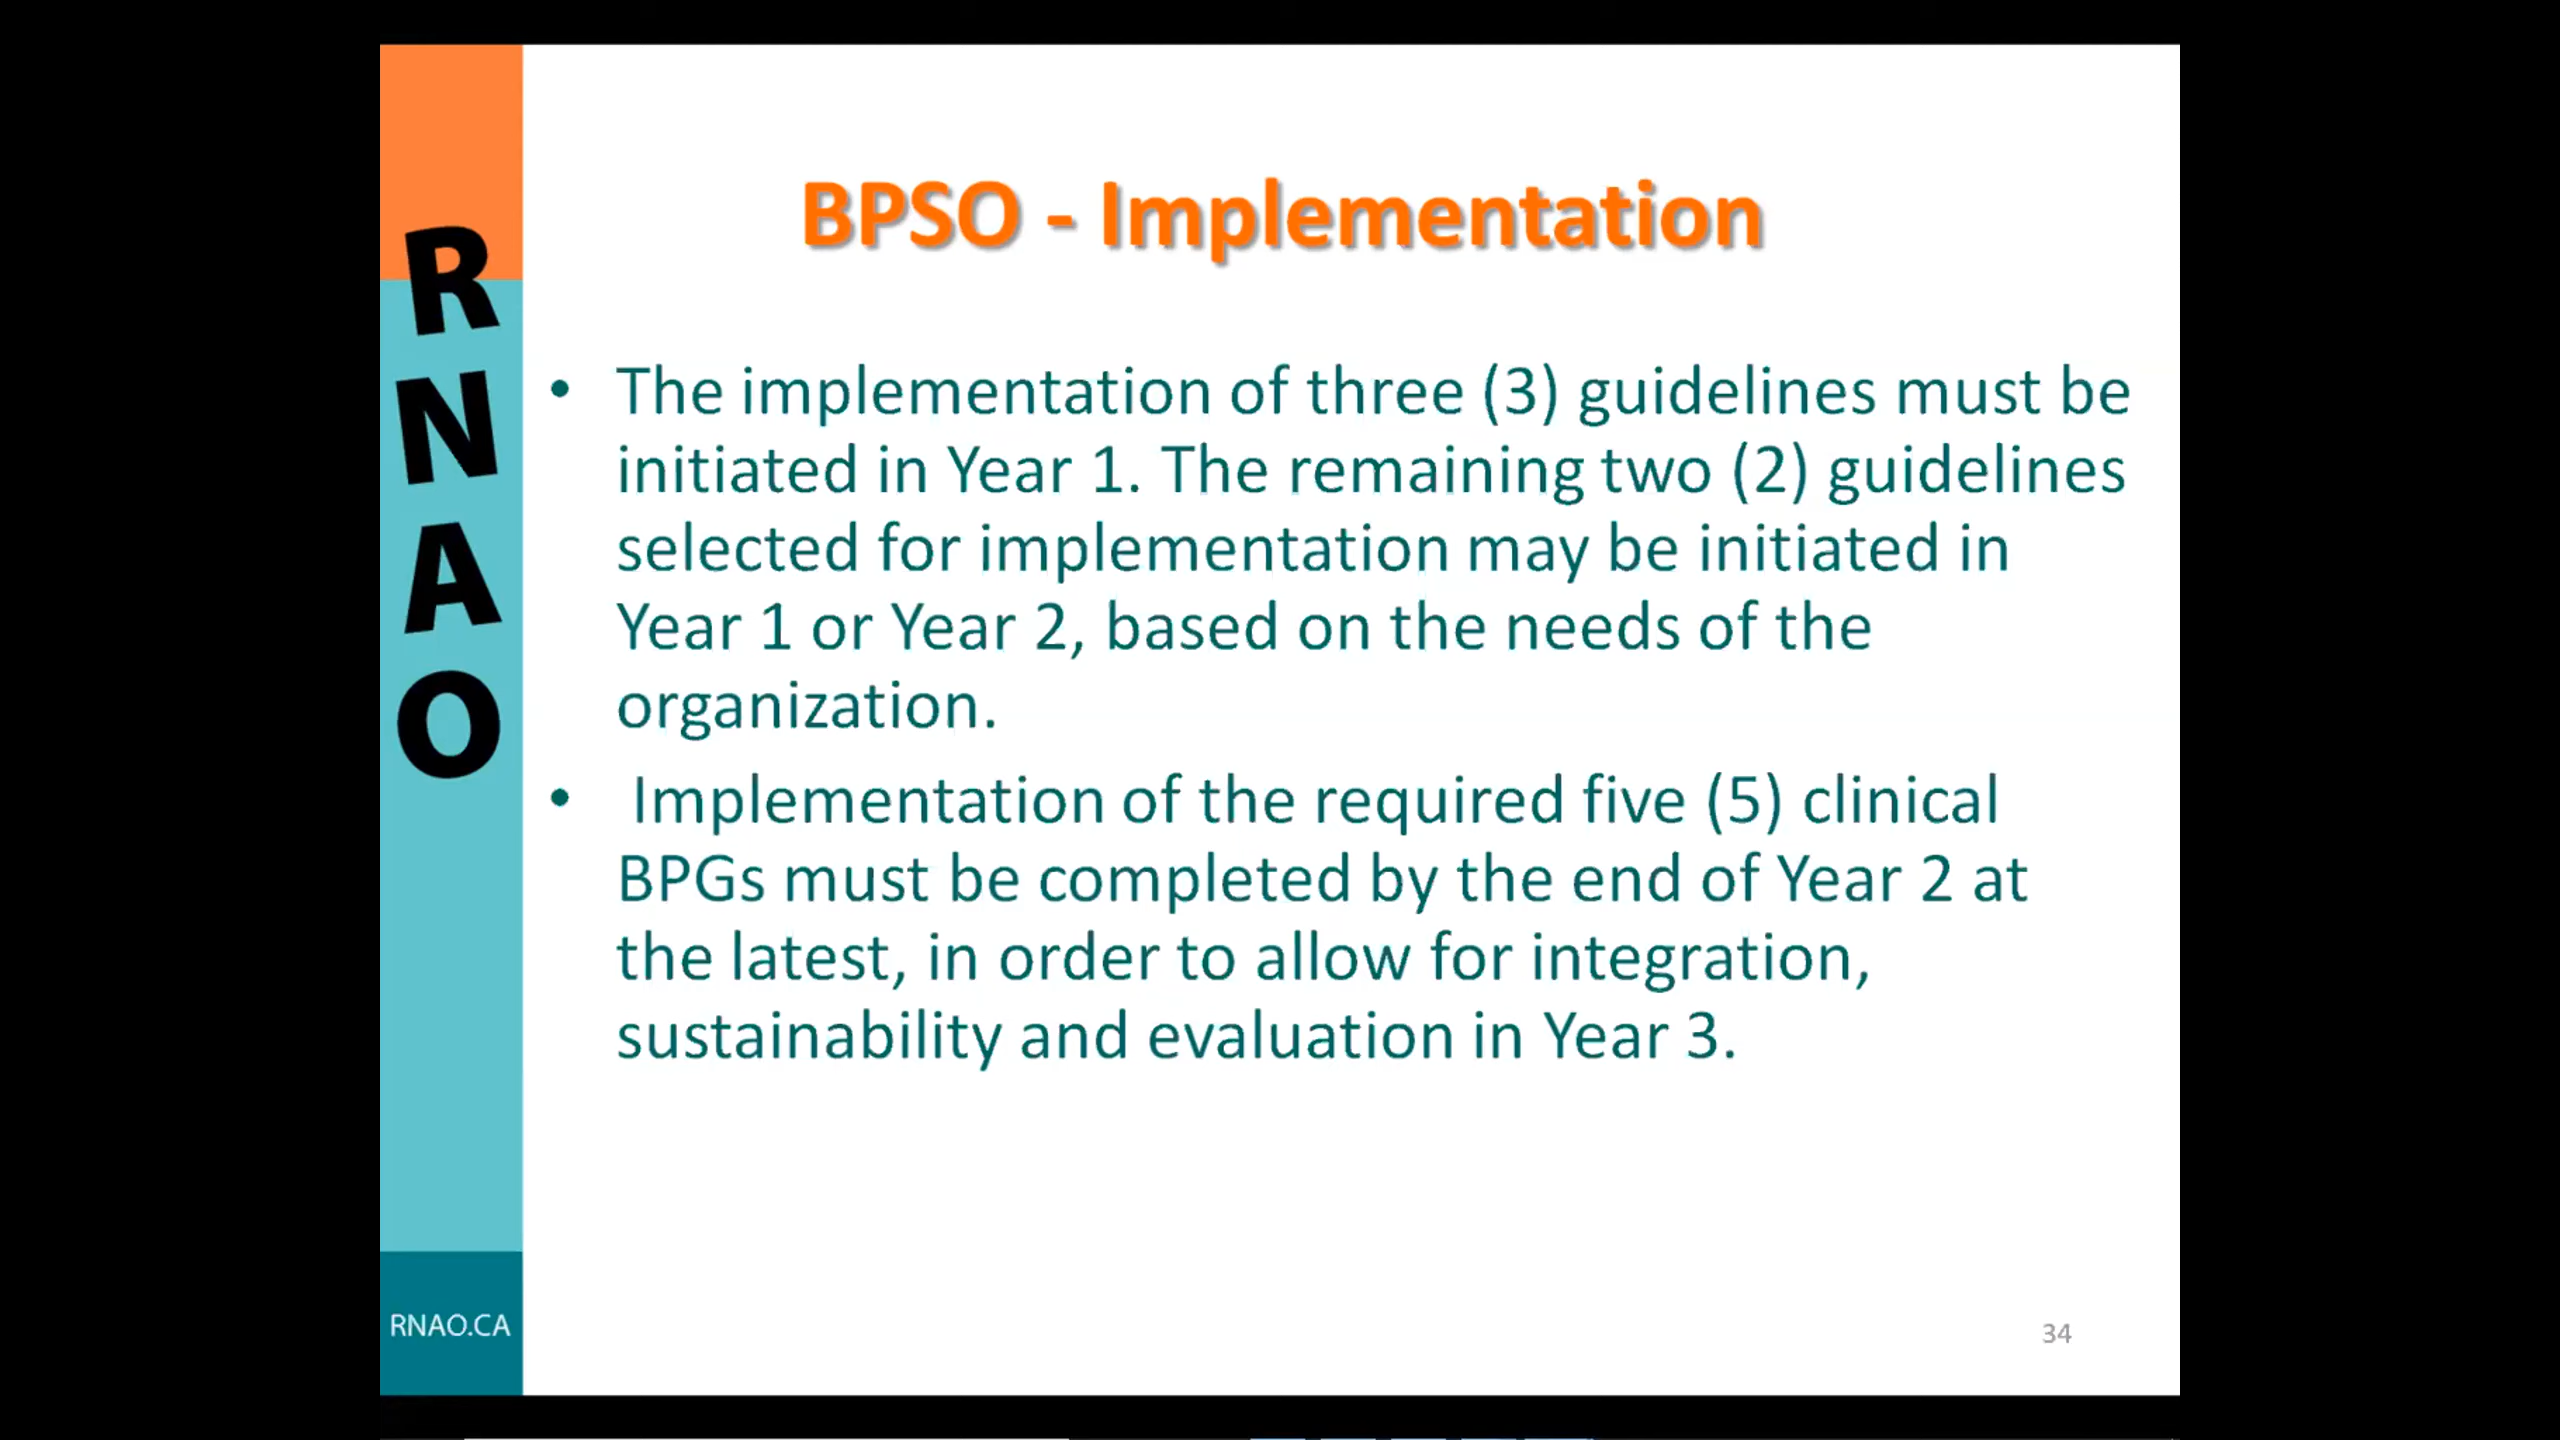 RNAO
BPSO - Implementation
• The implementation of three (3) guidelines must be
initiated in Year 1. The remaining two (2) guidelines
selected for implementation may be initiated in
Year 1 or Year 2, based on the needs of the
organization.
• Implementation of the required five (5) clinical
BPGs must be completed by the end of Year 2 at
the latest, in order to allow for integration,
sustainability and evaluation in Year 3.
RNAO.CA
34